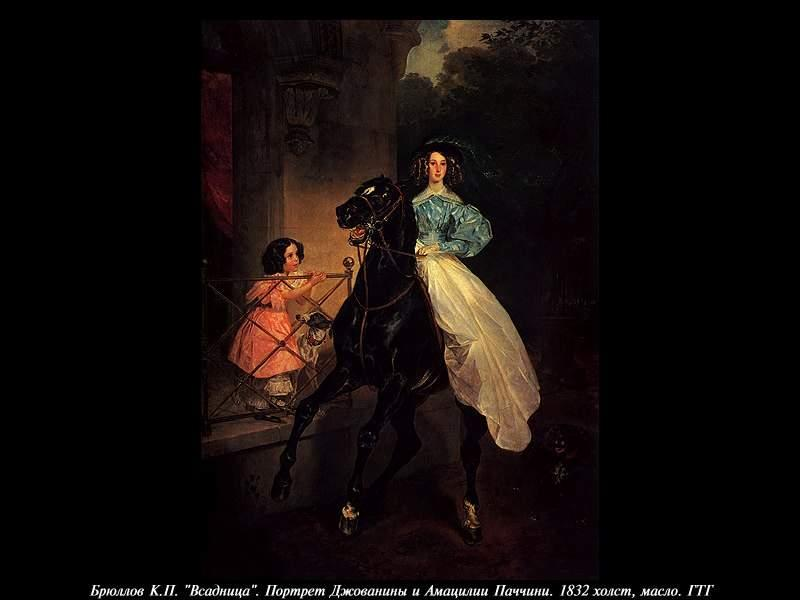 Брюллов К.П. "Всадница". Портрет Джованины и Амацилии Паччини. 1832 холст, масло. ГТГ